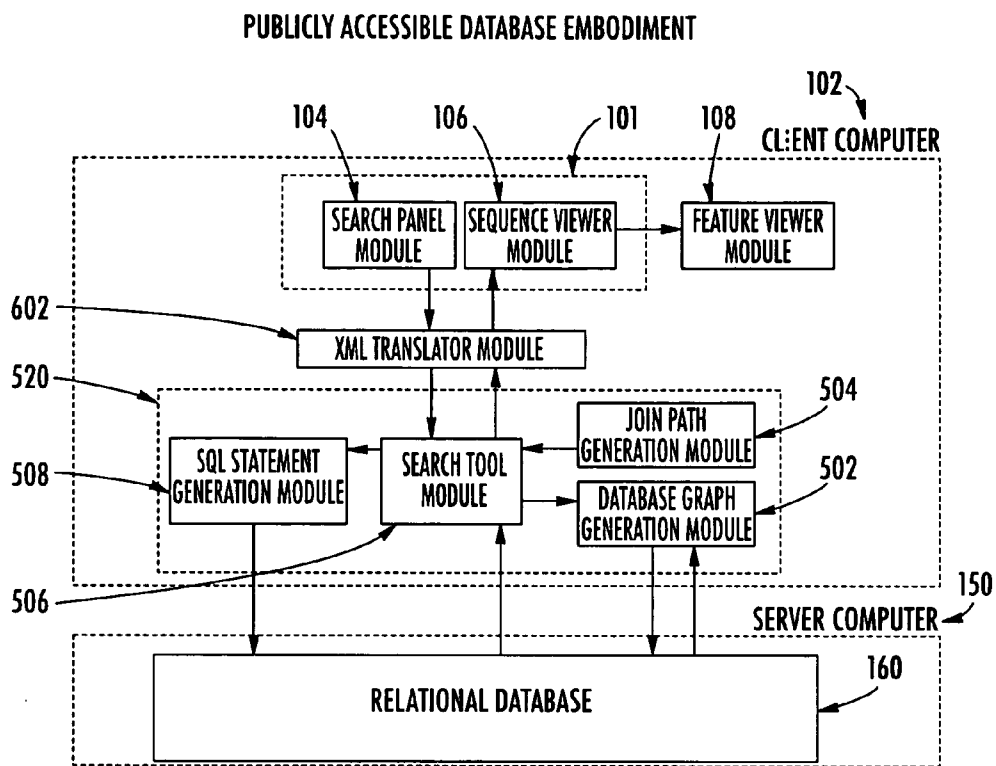 PUBLICLY ACCESSIBLE DATABASE EMBODIMENT
102
CLIENT COMPUTER
104
106
101
108
SEARCH PANEL
MODULE
SEQUENCE VIEWER
MODULE
FEATURE VIEWER
MODULE
602
XML TRANSLATOR MODULE
520
504
JOIN PATH
GENERATION MODULE
SQL STATEMENT
GENERATION MODULE
SEARCH TOOL
MODULE
508
502
DATABASE GRAPH
GENERATION MODULE
506
150
SERVER COMPUTER
160
RELATIONAL DATABASE